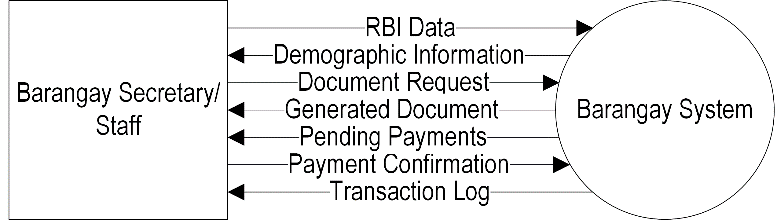 Barangay Secretary/
Staff
RBI Data
Demographic Information
Document Request
Generated Document
Pending Payments
Payment Confirmation
Transaction Log
Barangay System